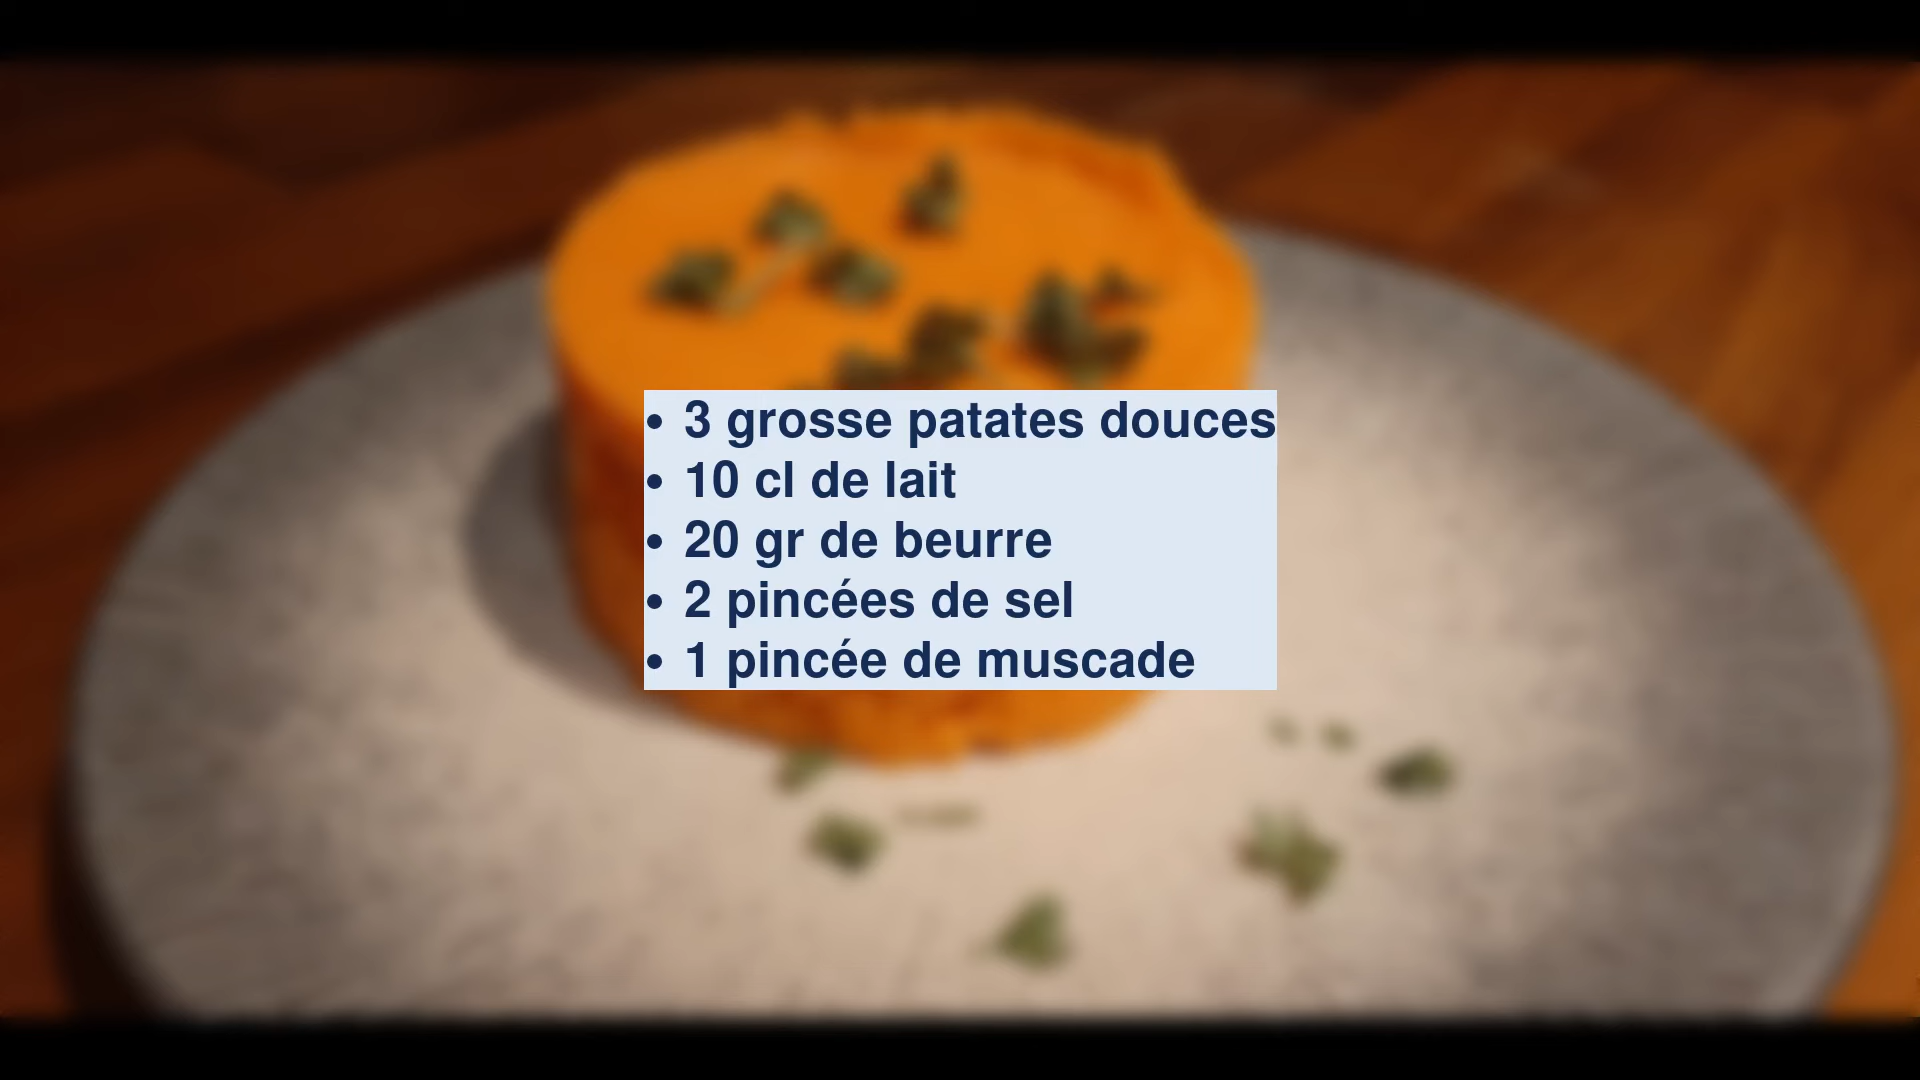 • 3 grosse patates douces
• 10 cl de lait
• 20 gr de beurre
• 2 pincées de sel
• 1 pincée de muscade